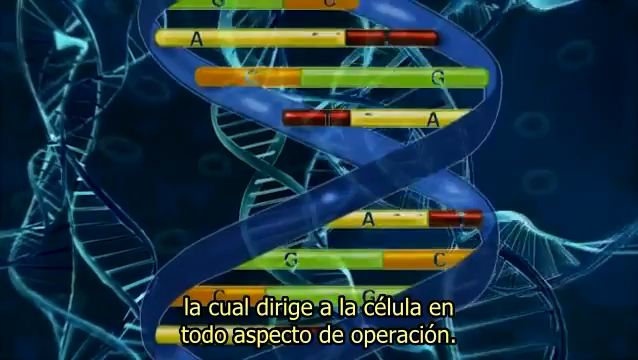 G C
A T
C G
T A
A T
G C
C G
la cual dirige a la célula en
todo aspecto de operación.